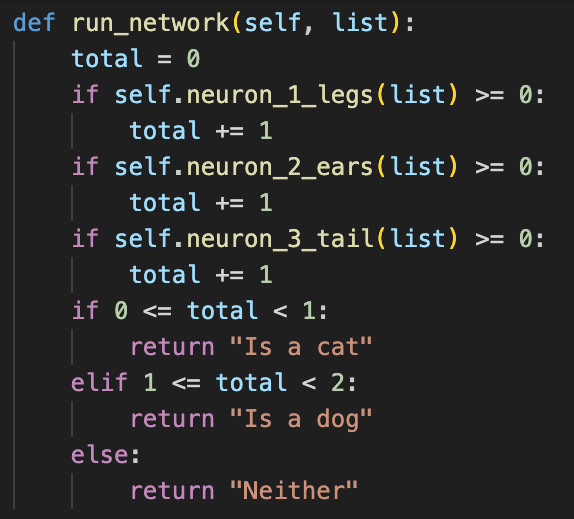 def run_network(self, list):
    total = 0
    if self.neuron_1_legs(list) >= 0:
        total += 1
    if self.neuron_2_ears(list) >= 0:
        total += 1
    if self.neuron_3_tail(list) >= 0:
        total += 1
    if 0 <= total < 1:
        return "Is a cat"
    elif 1 <= total < 2:
        return "Is a dog"
    else:
        return "Neither"